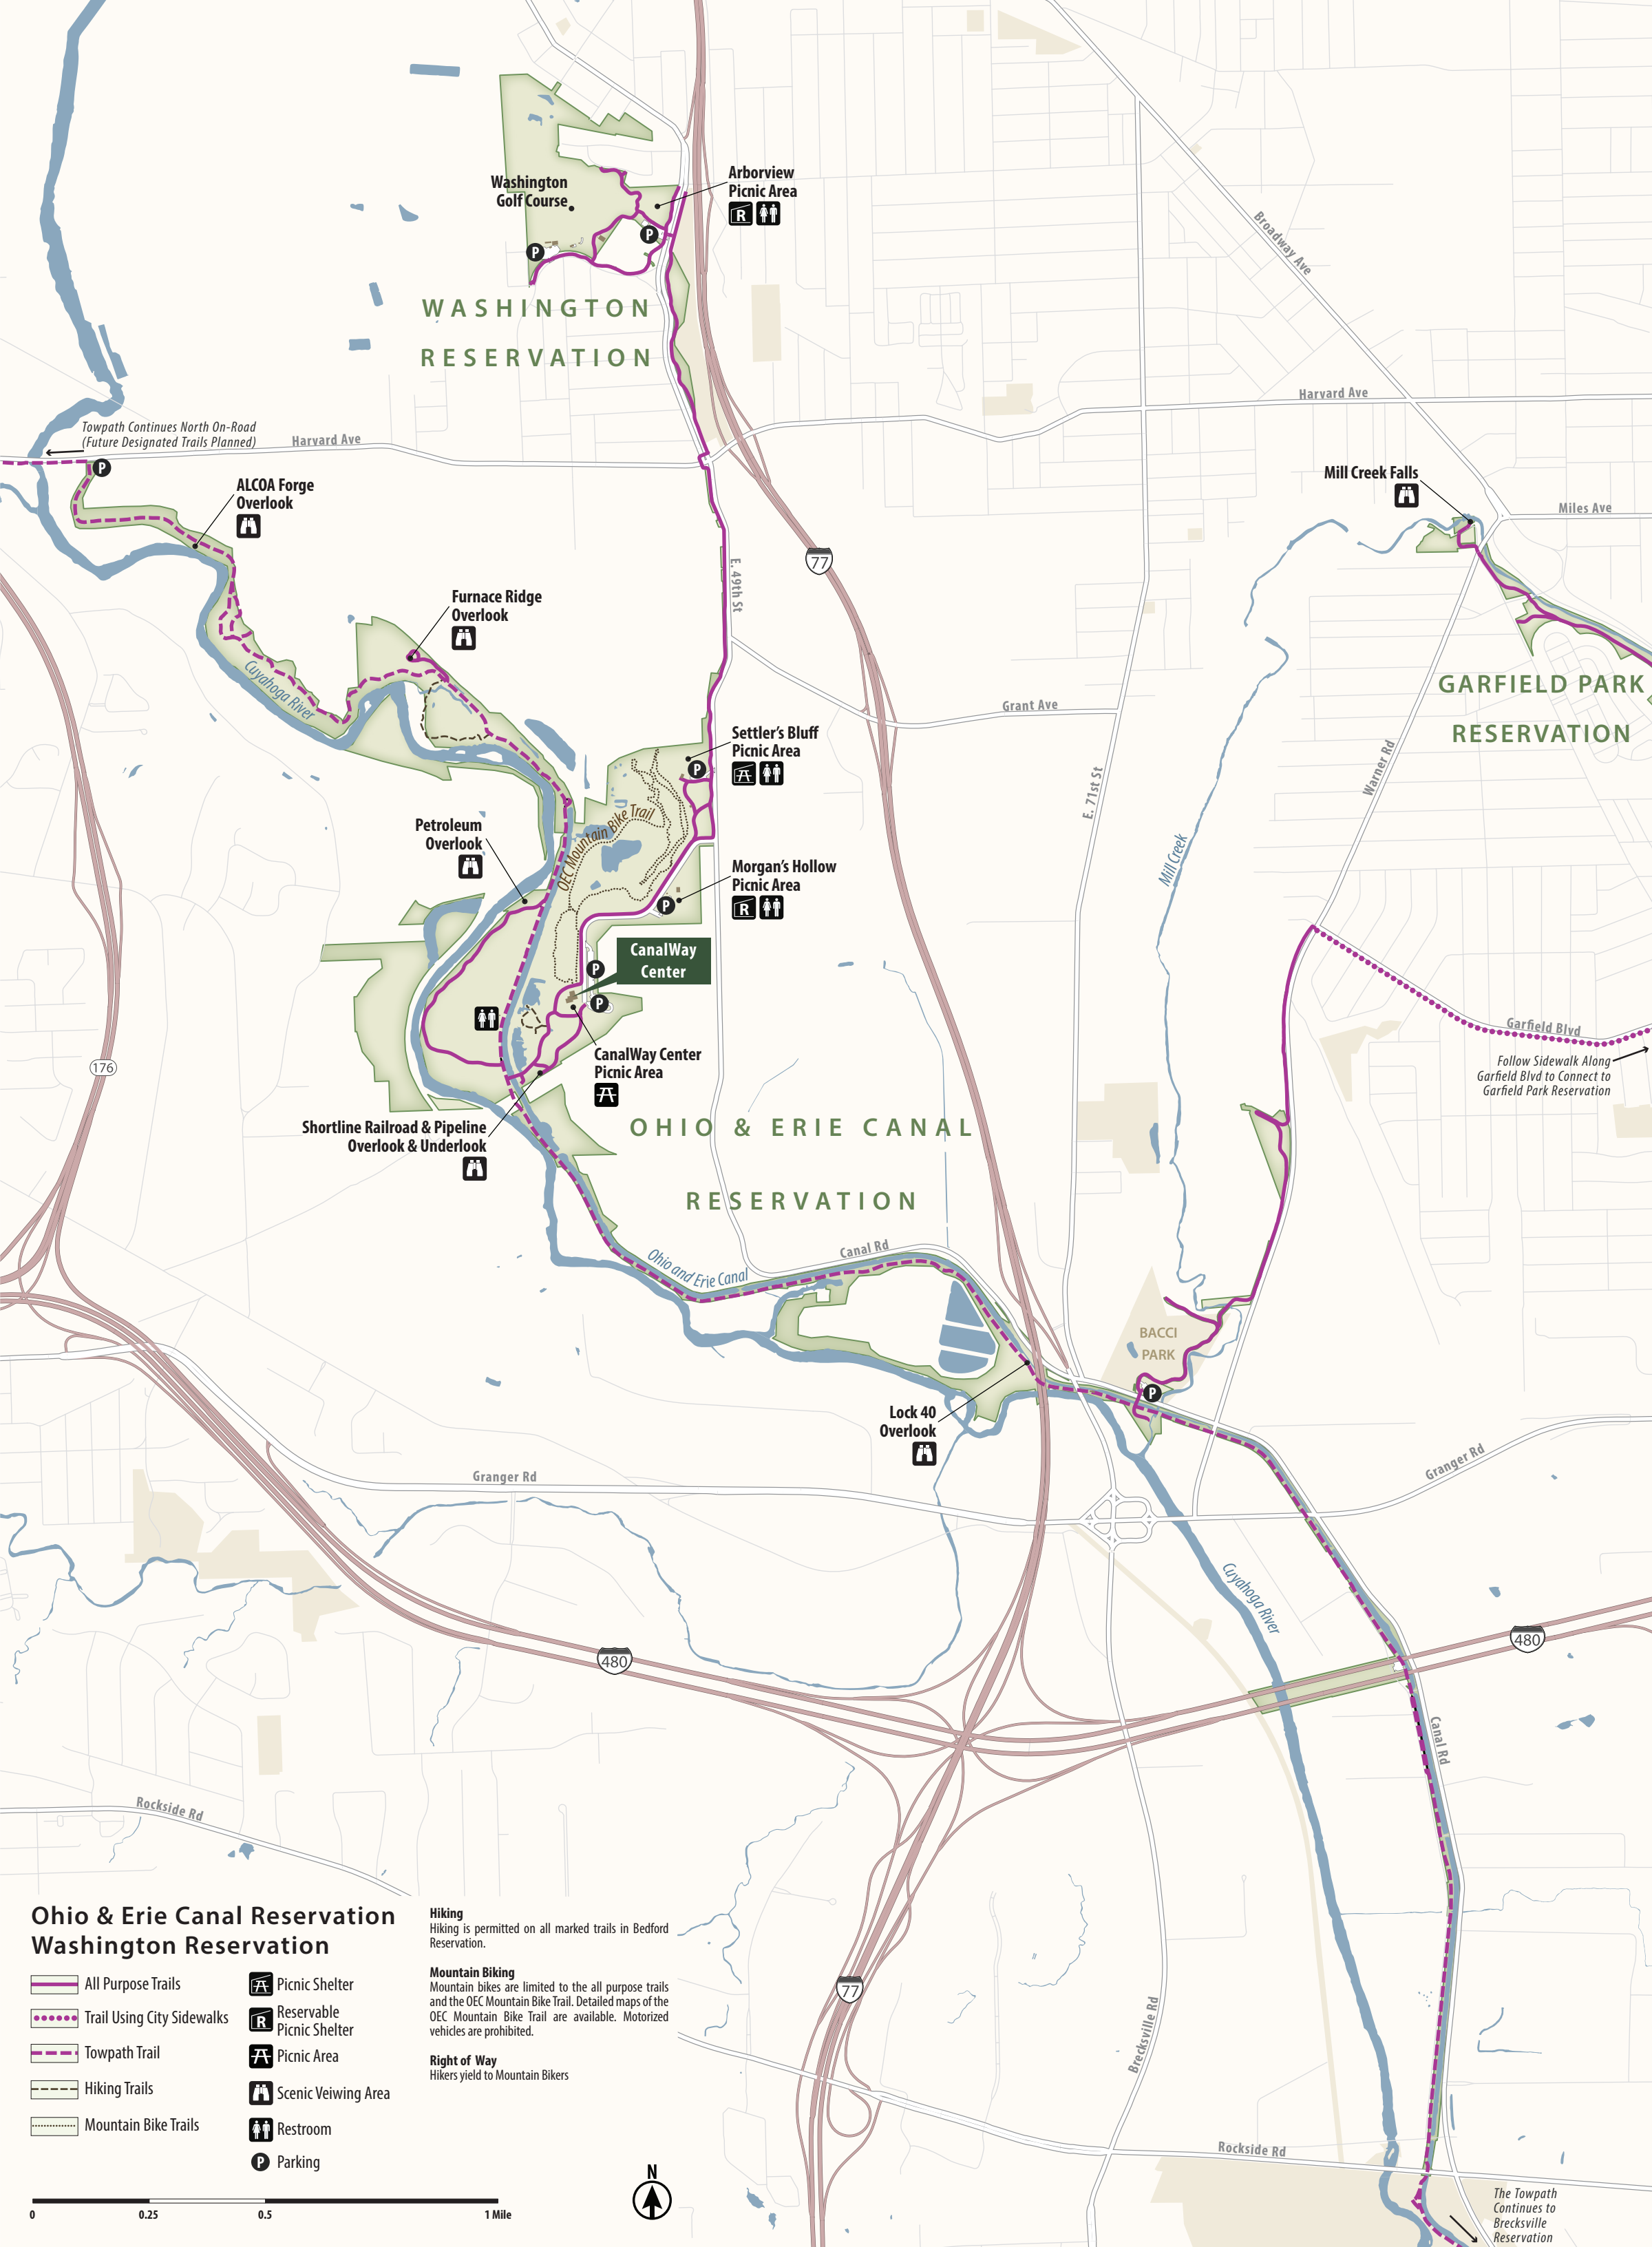 Washington
Golf Course
P
P
Arborview
Picnic Area
R
WASHINGTON
RESERVATION
Broadway Ave
Harvard Ave
Towpath Continues North On-Road
(Future Designated Trails Planned)
Harvard Ave
P
ALCOA Forge
Overlook
Mill Creek Falls
Miles Ave
77
E. 49th St
Furnace Ridge
Overlook
Cuyahoga River
GARFIELD PARK
RESERVATION
Grant Ave
Settler's Bluff
Picnic Area
P
Warner Rd
E. 71st St
OEC Mountain Bike Trail
Petroleum
Overlook
Mill Creek
Morgan's Hollow
Picnic Area
R
P
CanalWay
Center
P
P
Garfield Blvd
Follow Sidewalk Along
Garfield Blvd to Connect to
Garfield Park Reservation
176
CanalWay Center
Picnic Area
Shortline Railroad & Pipeline
Overlook & Underlook
OHIO & ERIE CANAL
RESERVATION
Canal Rd
Ohio and Erie Canal
BACCI
PARK
P
Lock 40
Overlook
Granger Rd
Granger Rd
Cuyahoga River
480
480
Canal Rd
Rockside Rd
77
Brecksville Rd
Rockside Rd
The Towpath
Continues to
Brecksville
Reservation
Ohio & Erie Canal Reservation
Washington Reservation
All Purpose Trails
Trail Using City Sidewalks
Towpath Trail
Hiking Trails
Mountain Bike Trails
Picnic Shelter
R
Reservable
Picnic Shelter
Picnic Area
Scenic Veiwing Area
Restroom
P Parking
Hiking
Hiking is permitted on all marked trails in Bedford
Reservation.
Mountain Biking
Mountain bikes are limited to the all purpose trails
and the OEC Mountain Bike Trail. Detailed maps of the
OEC Mountain Bike Trail are available. Motorized
vehicles are prohibited.
Right of Way
Hikers yield to Mountain Bikers
0 0.25 0.5 1 Mile
N